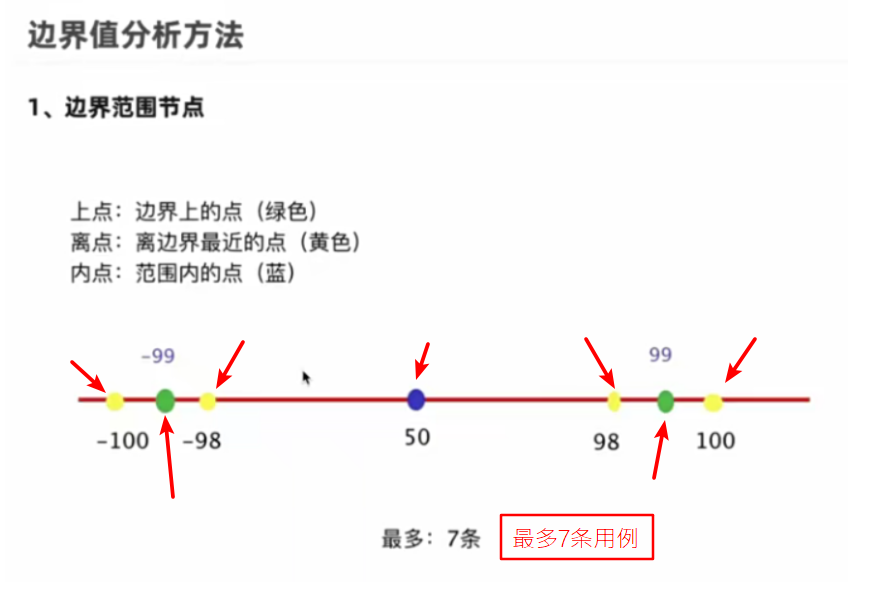 边界值分析方法
1、边界范围节点
上点：边界上的点（绿色）
离点：离边界最近的点（黄色）
内点：范围内的点（蓝）
-99 99
-100 -98 50 98 100
最多：7条 最多7条用例